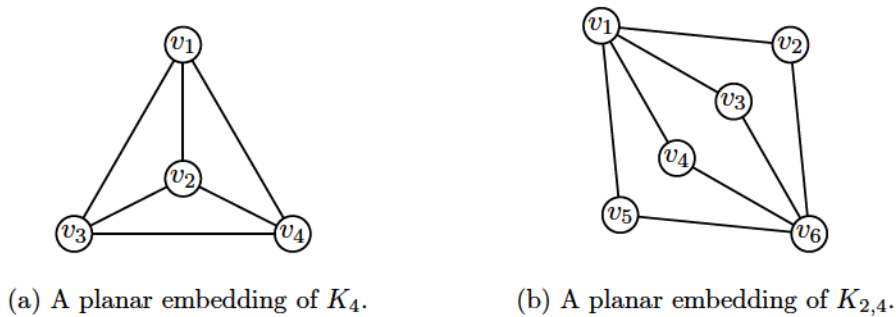 v₁
v₂
v₃ v₄
(a) A planar embedding of K₄.
v₁
v₂
v₃
v₄
v₅
v₆
(b) A planar embedding of K₂,₄.